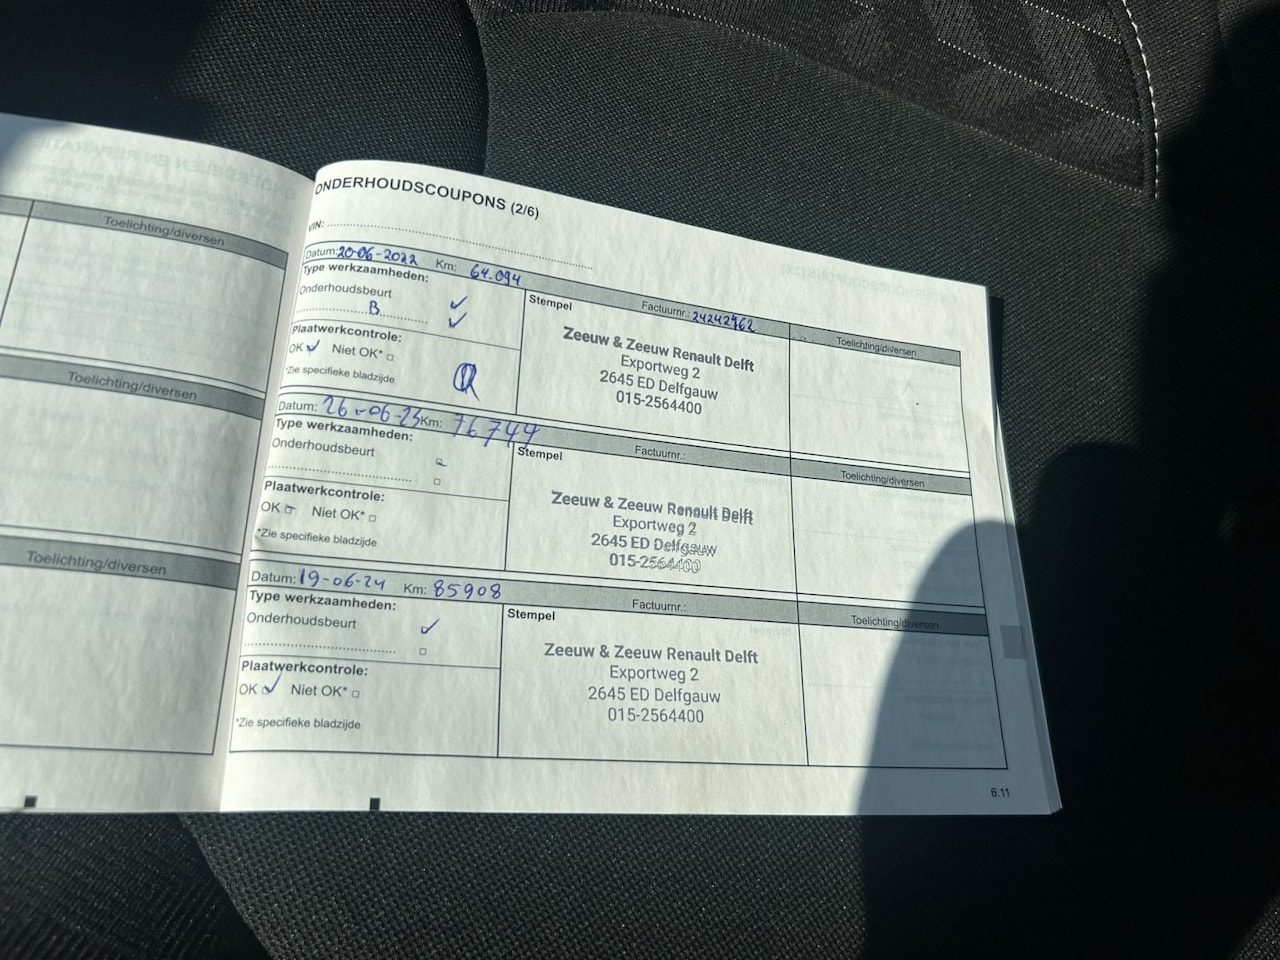 Toelichting/diversen
Toelichting/diversen
Toelichting/diversen
ONDERHOUDSCOUPONS (2/6)
VIN:
Datum: 20-06-2022 Km: 64.094 Factuurnr.: 24242962 Toelichting/diversen
Type werkzaamheden:
Onderhoudsbeurt ✓
B ✓
Plaatwerkcontrole:
OK ✓ Niet OK* □
*Zie specifieke bladzijde
Stempel
Zeeuw & Zeeuw Renault Delft
Exportweg 2
2645 ED Delfgauw
015-2564400
Datum: 26-06-23 Km: 76744 Factuurnr.: Toelichting/diversen
Type werkzaamheden:
Onderhoudsbeurt
□
Plaatwerkcontrole:
OK Niet OK* □
*Zie specifieke bladzijde
Stempel
Zeeuw & Zeeuw Renault Delft
Exportweg 2
2645 ED Delfgauw
015-2564400
Datum: 19-06-24 Km: 85908 Factuurnr.: Toelichting/diversen
Type werkzaamheden:
Onderhoudsbeurt ✓
□
Plaatwerkcontrole:
OK ✓ Niet OK* □
*Zie specifieke bladzijde
Stempel
Zeeuw & Zeeuw Renault Delft
Exportweg 2
2645 ED Delfgauw
015-2564400
6.11